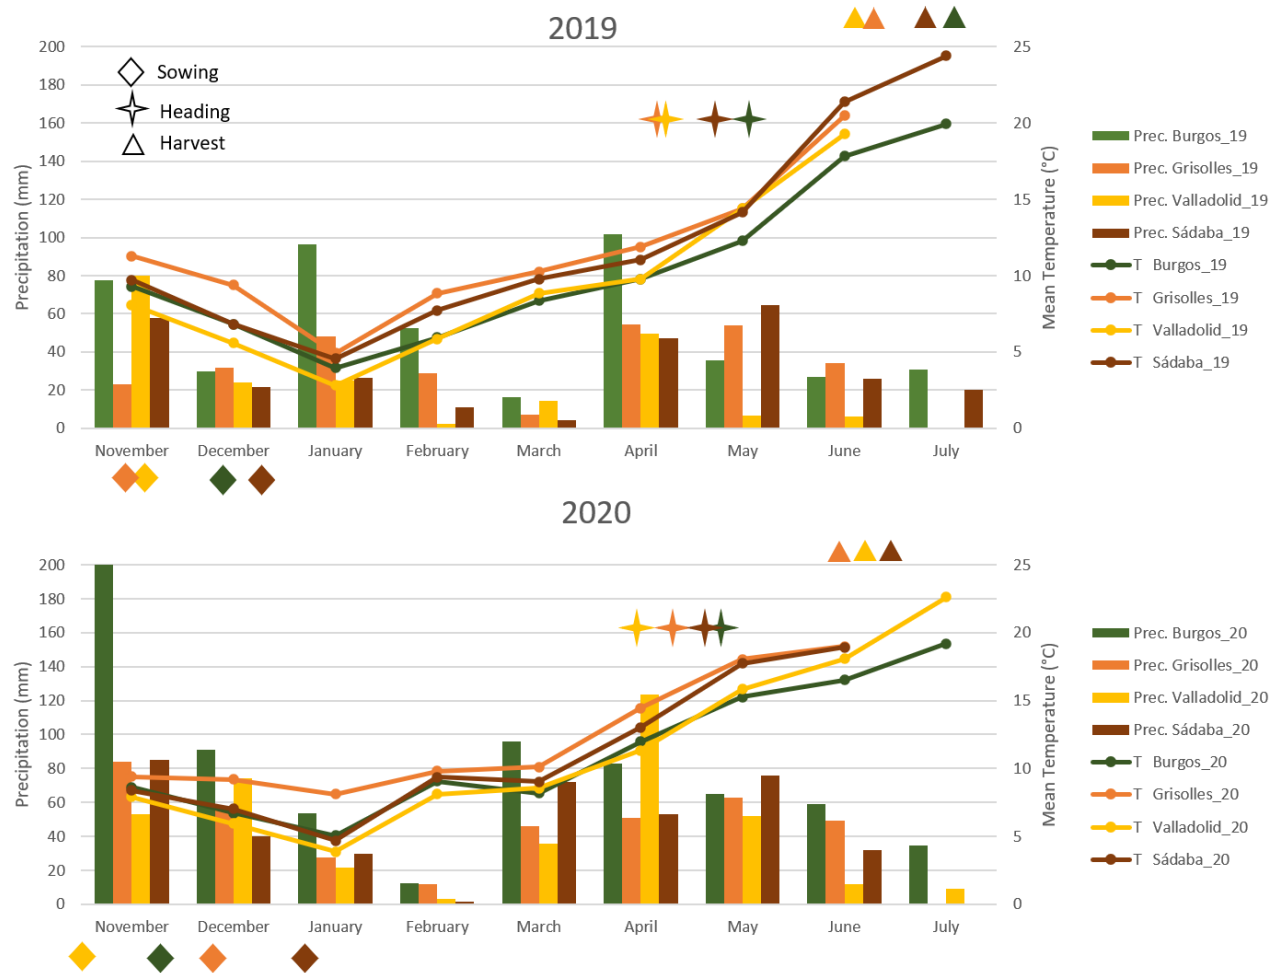 2019
Sowing
Heading
Harvest
200
180
160
140
120
100
80
60
40
20
0
Precipitation (mm)
25
20
15
10
5
0
Mean Temperature (°C)
November December January February March April May June July
Prec. Burgos_19
Prec. Grisolles_19
Prec. Valladolid_19
Prec. Sádaba_19
T Burgos_19
T Grisolles_19
T Valladolid_19
T Sádaba_19
2020
200
180
160
140
120
100
80
60
40
20
0
Precipitation (mm)
25
20
15
10
5
0
Mean Temperature (°C)
November December January February March April May June July
Prec. Burgos_20
Prec. Grisolles_20
Prec. Valladolid_20
Prec. Sádaba_20
T Burgos_20
T Grisolles_20
T Valladolid_20
T Sádaba_20